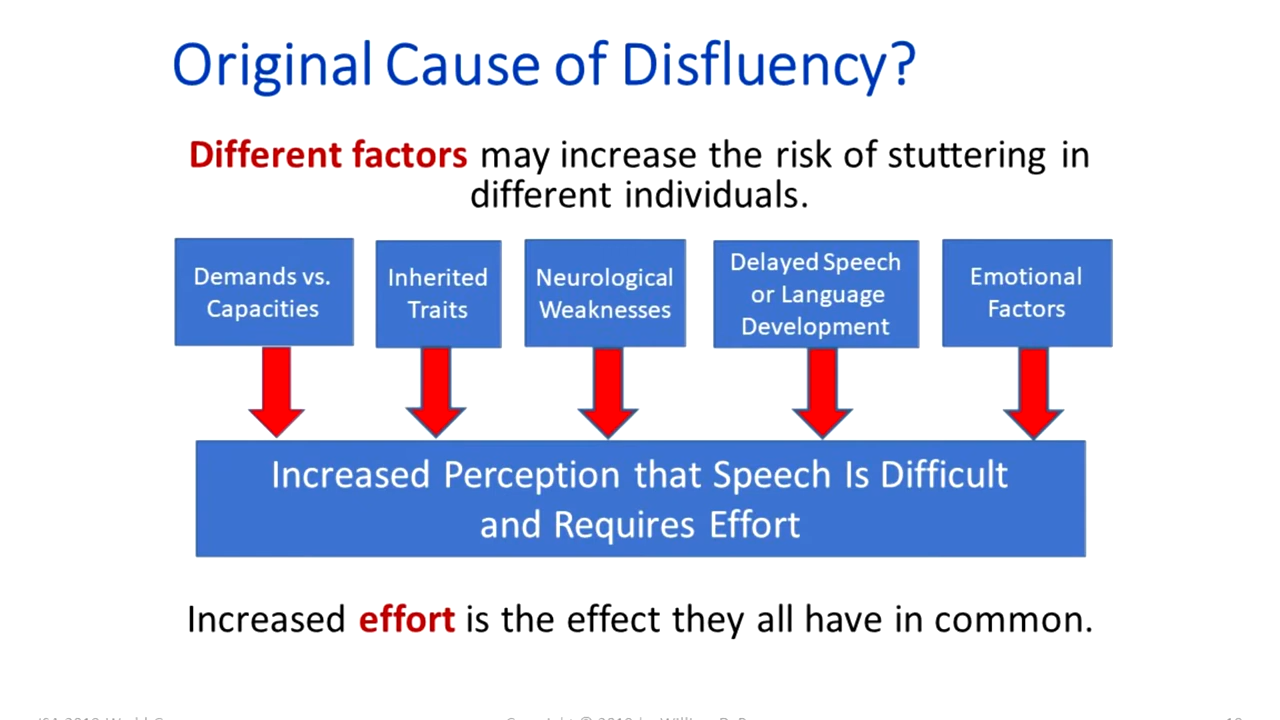 Original Cause of Disfluency?
Different factors may increase the risk of stuttering in
different individuals.
Demands vs.
Capacities
Inherited
Traits
Neurological
Weaknesses
Delayed Speech
or Language
Development
Emotional
Factors
Increased Perception that Speech Is Difficult
and Requires Effort
Increased effort is the effect they all have in common.